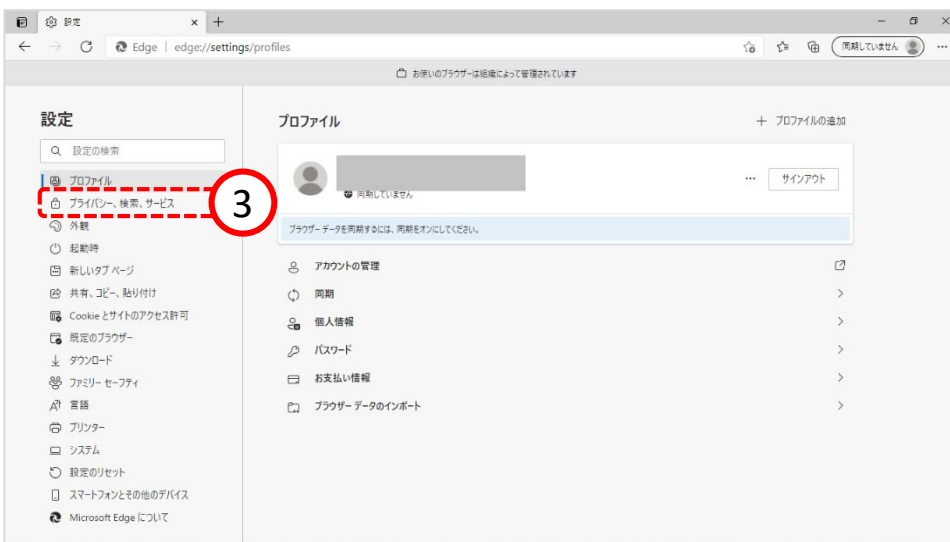 設定
Edge | edge://settings/profiles
同期していません
お使いのブラウザーは組織によって管理されています
設定
設定の検索
プロファイル
プライバシー、検索、サービス
3
外観
起動時
新しいタブ ページ
共有、コピー、貼り付け
Cookie とサイトのアクセス許可
既定のブラウザー
ダウンロード
ファミリー セーフティ
言語
プリンター
システム
設定のリセット
スマートフォンとその他のデバイス
Microsoft Edge について
プロファイル
プロファイルの追加
同期していません
サインアウト
ブラウザー データを同期するには、同期をオンにしてください。
アカウントの管理
同期
個人情報
パスワード
お支払い情報
ブラウザー データのインポート